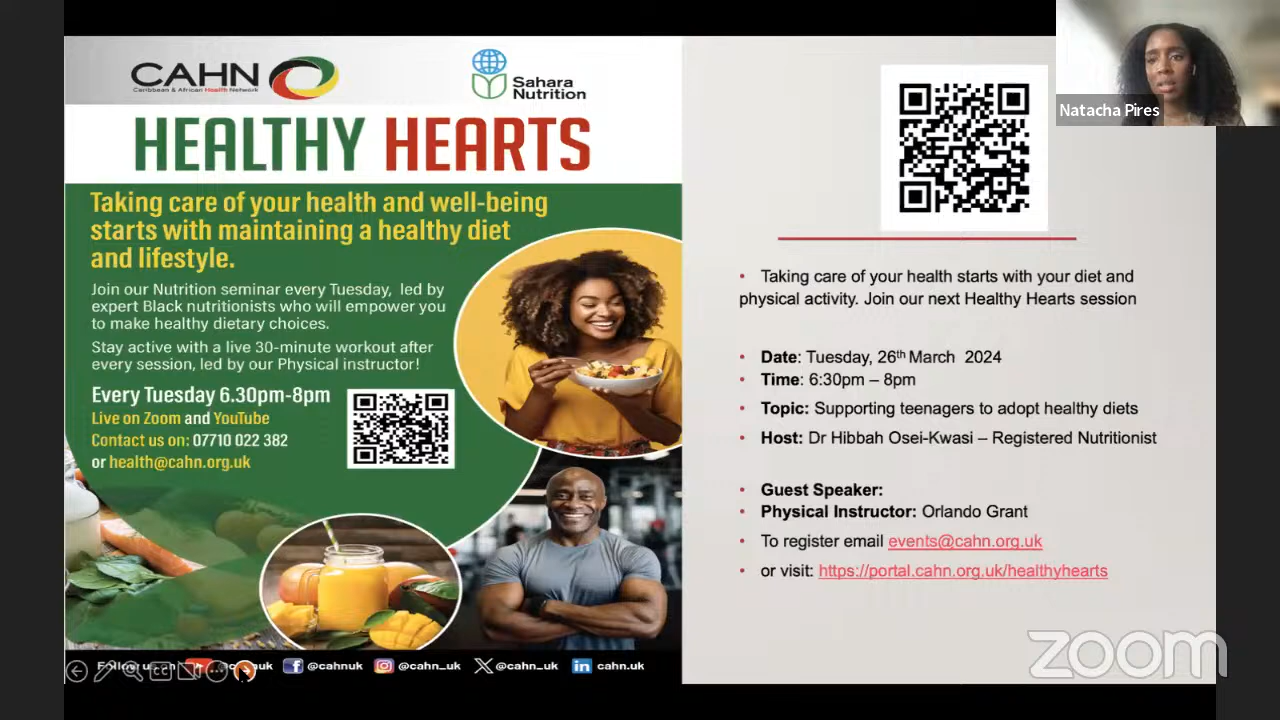 CAHN
Caribbean & African Health Network
Sahara
Nutrition
HEALTHY HEARTS
Taking care of your health and well-being
starts with maintaining a healthy diet
and lifestyle.
Join our Nutrition seminar every Tuesday, led by
expert Black nutritionists who will empower you
to make healthy dietary choices.
Stay active with a live 30-minute workout after
every session, led by our Physical instructor!
Every Tuesday 6.30pm-8pm
Live on Zoom and YouTube
Contact us on: 07710 022 382
or health@cahn.org.uk
@cahnuk @cahn_uk @cahn_uk cahn.uk
CC
Natacha Pires
• Taking care of your health starts with your diet and
physical activity. Join our next Healthy Hearts session
• Date: Tuesday, 26th March 2024
• Time: 6:30pm – 8pm
• Topic: Supporting teenagers to adopt healthy diets
• Host: Dr Hibbah Osei-Kwasi – Registered Nutritionist
• Guest Speaker:
• Physical Instructor: Orlando Grant
• To register email events@cahn.org.uk
• or visit: https://portal.cahn.org.uk/healthyhearts
zoom